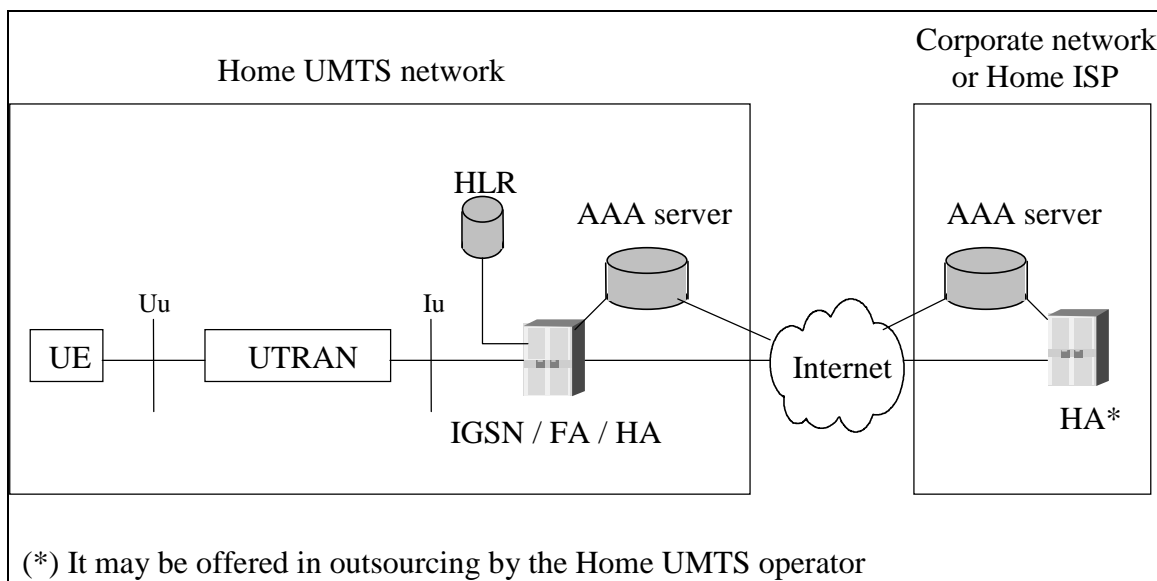 Home UMTS network
Corporate network
or Home ISP
HLR
AAA server
AAA server
Uu
Iu
UE
UTRAN
Internet
IGSN / FA / HA
HA*
(*) It may be offered in outsourcing by the Home UMTS operator